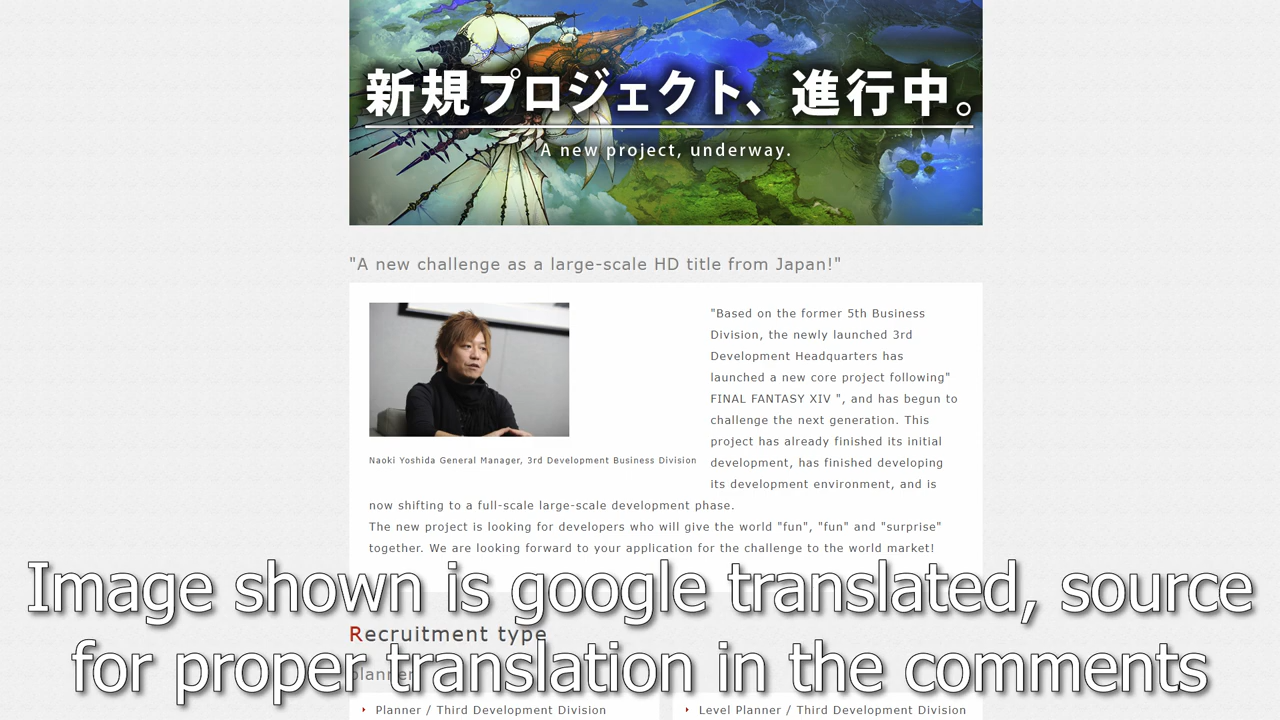 新規プロジェクト、進行中。
A new project, underway.
"A new challenge as a large-scale HD title from Japan!"
"Based on the former 5th Business
Division, the newly launched 3rd
Development Headquarters has
launched a new core project following"
FINAL FANTASY XIV ", and has begun to
challenge the next generation. This
project has already finished its initial
development, has finished developing
its development environment, and is
now shifting to a full-scale large-scale development phase.
The new project is looking for developers who will give the world "fun", "fun" and "surprise"
together. We are looking forward to your application for the challenge to the world market!
Naoki Yoshida General Manager, 3rd Development Business Division
Image shown is google translated, source
for proper translation in the comments
Recruitment type
planner
Planner / Third Development Division
Level Planner / Third Development Division